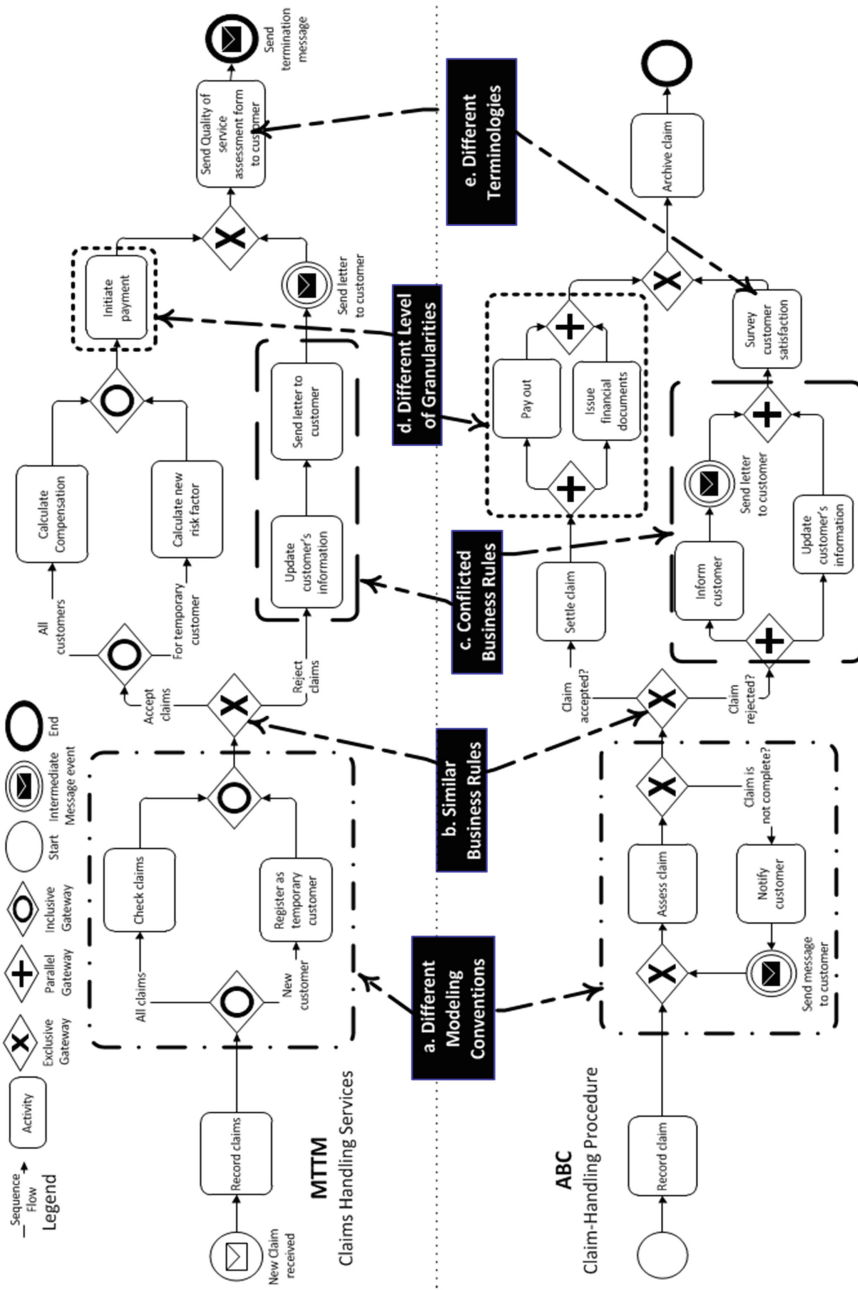 Legend
Sequence
Flow
Activity
Exclusive
Gateway
Parallel
Gateway
Inclusive
Gateway
Start
Intermediate
Message event
End
MTTM
Claims Handling Services
New Claim
received
Record claims
All claims
New
customer
Check claims
Register as
temporary
customer
Accept
claims
Reject
claims
All
customers
For temporary
customer
Calculate
Compensation
Calculate new
risk factor
Initiate
payment
Update
customer's
information
Send letter to
customer
Send letter
to customer
Send Quality of
service
assessment form
to customer
Send
termination
message
a. Different
Modeling
Conventions
b. Similar
Business Rules
c. Conflicted
Business Rules
d. Different Level
of Granularities
e. Different
Terminologies
ABC
Claim-Handling Procedure
Record claim
Assess claim
Claim is
not complete?
Notify
customer
Send message
to customer
Claim
accepted?
Claim
rejected?
Settle claim
Pay out
Issue
financial
documents
Inform
customer
Send letter
to customer
Update
customer's
information
Survey
customer
satisfaction
Archive claim